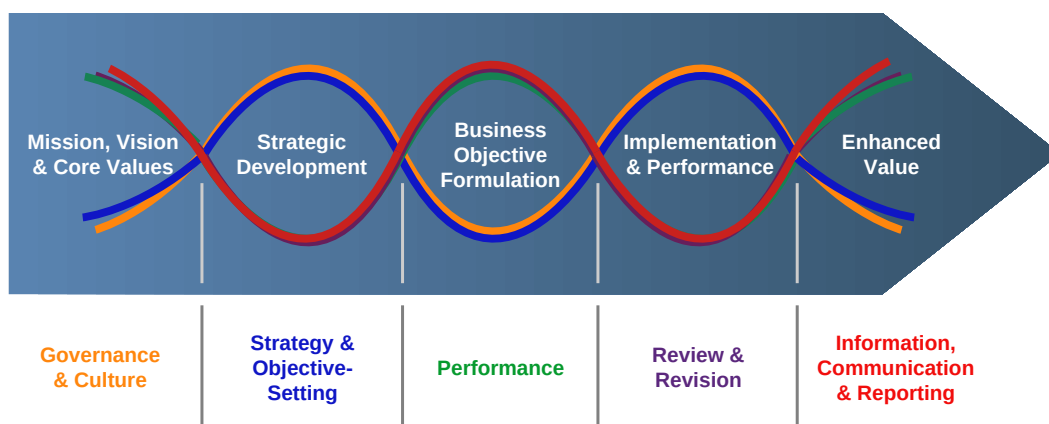 Mission, Vision
& Core Values
Strategic
Development
Business
Objective
Formulation
Implementation
& Performance
Enhanced
Value
Governance
& Culture
Strategy &
Objective-
Setting
Performance
Review &
Revision
Information,
Communication
& Reporting